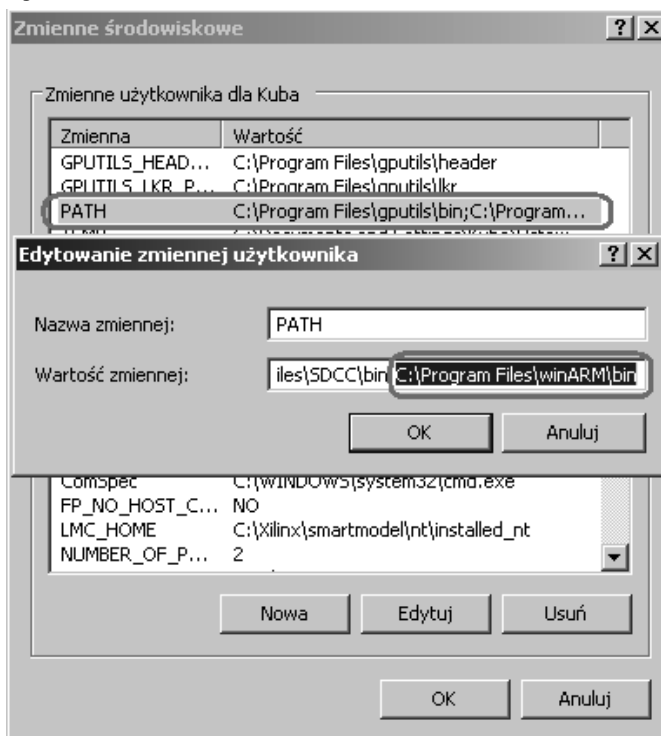 Zmienne środowiskowe
Zmienne użytkownika dla Kuba
Zmienna Wartość
GPUTILS_HEAD... C:\Program Files\gputils\header
GPUTILS_LKR_P... C:\Program Files\gputils\lkr
PATH C:\Program Files\gputils\bin;C:\Program...
Edytowanie zmiennej użytkownika
Nazwa zmiennej: PATH
Wartość zmiennej: iles\SDCC\bin C:\Program Files\winARM\bin
OK Anuluj
ComSpec C:\WINDOWS\system32\cmd.exe
FP_NO_HOST_C... NO
LMC_HOME C:\Xilinx\smartmodel\nt\installed_nt
NUMBER_OF_P... 2
Nowa Edytuj Usuń
OK Anuluj